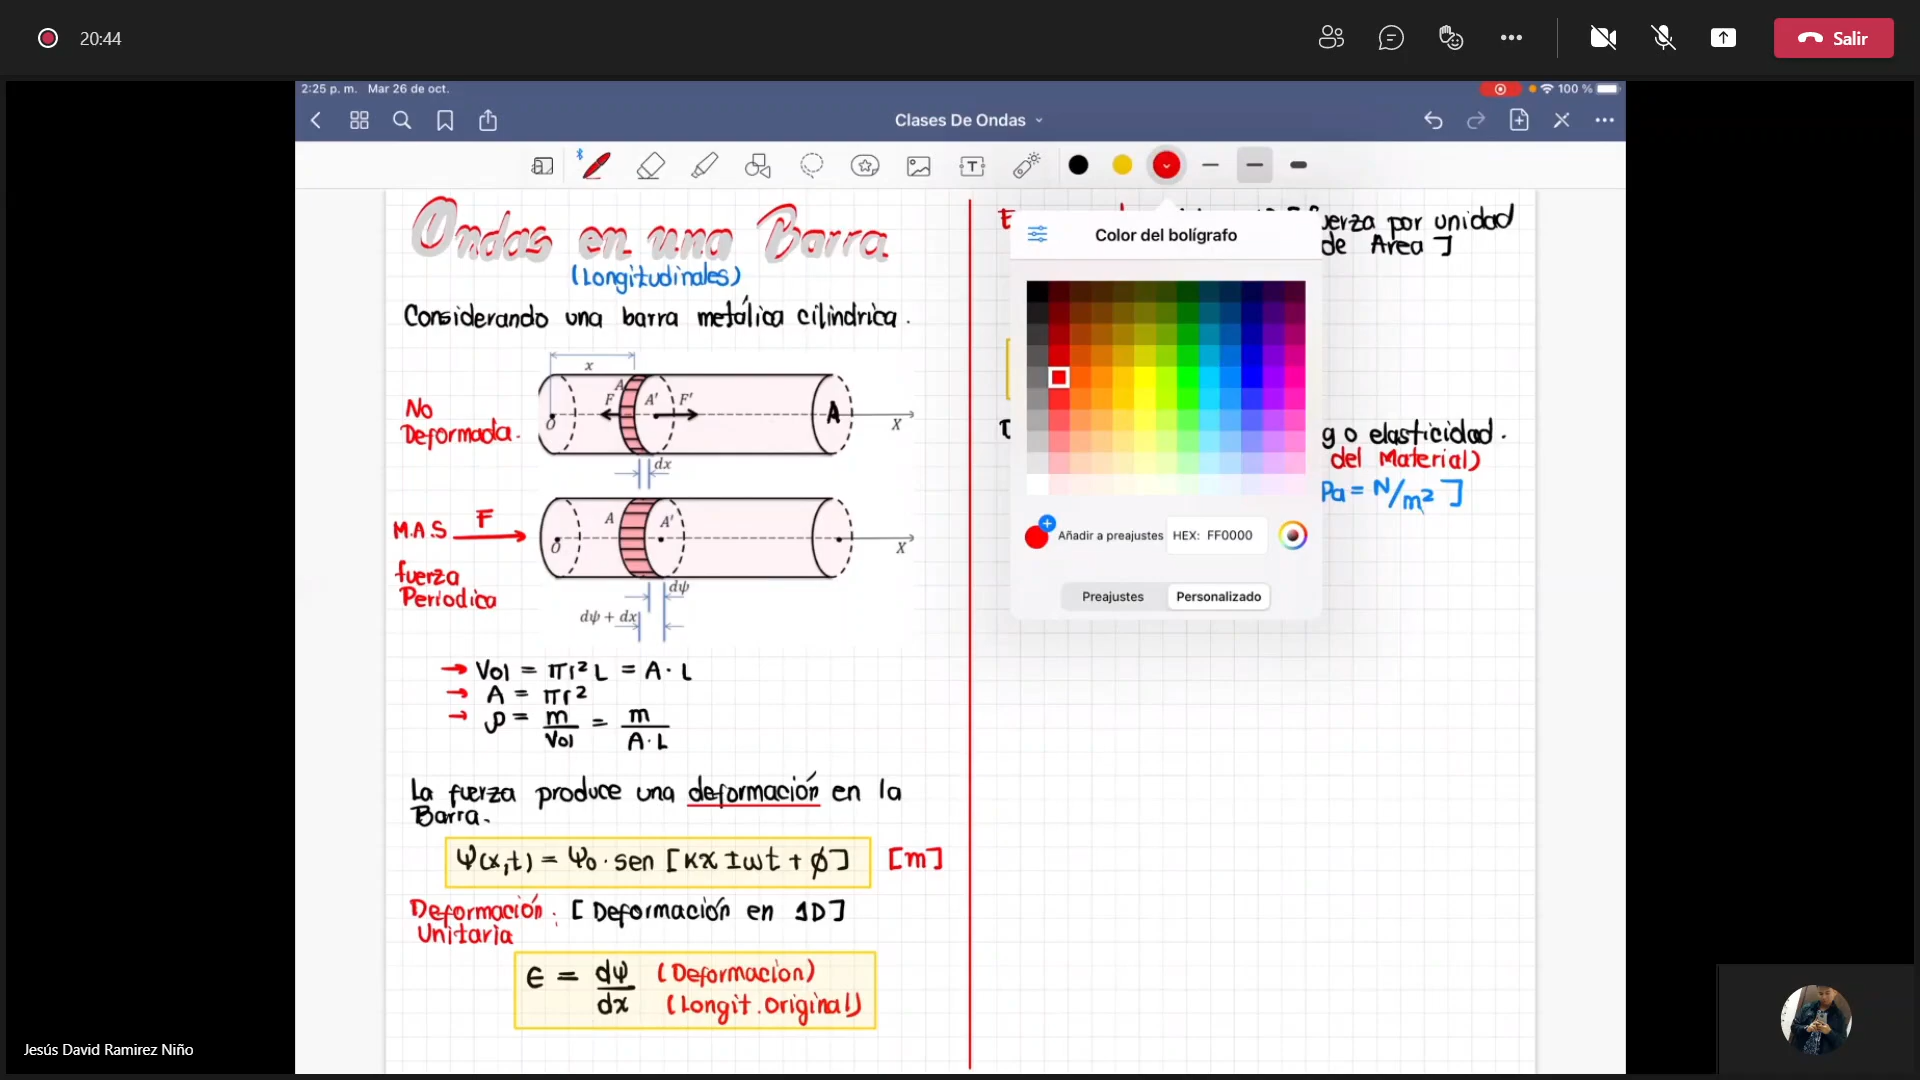 20:44
Salir
2:25 p. m. Mar 26 de oct.
100 %
Clases De Ondas
T
Ondas en una Barra
(Longitudinales)
Considerando una barra metálica cilindrica.
x
A
F
A'
F'
No
Deformada.
O
A
X
dx
M.A.S
F
A
A'
O
X
fuerza
Periodica
dψ
dψ + dx
→ Vol = πr² L = A · L
→ A = πr²
→ ρ = m/Vol = m/A·L
La fuerza produce una deformación en la
Barra.
Ψ(x,t) = Ψ₀ · sen [Kx ± ωt + ϕ] [m]
Deformación : [ Deformación en 1D]
Unitaria
ϵ = dψ/dx (Deformacion)
(Longit. Original)
uerza por unidad
de Area ]
Color del bolígrafo
g o elasticidad.
del Material)
Pa = N/m² ]
Añadir a preajustes HEX: FF0000
Preajustes Personalizado
Jesús David Ramirez Niño